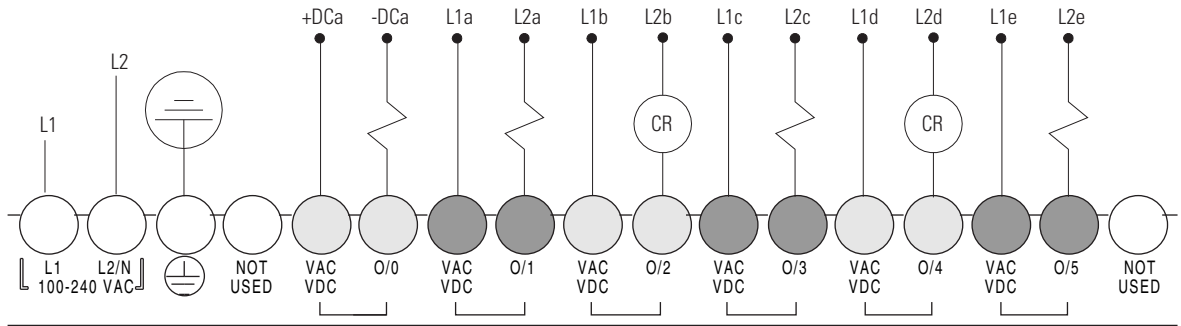 +DCa -DCa L1a L2a L1b L2b L1c L2c L1d L2d L1e L2e
L2
L1
CR CR
L1 L2/N NOT VAC O/0 VAC O/1 VAC O/2 VAC O/3 VAC O/4 VAC O/5 NOT
100-240 VAC USED VDC VDC VDC VDC VDC VDC USED